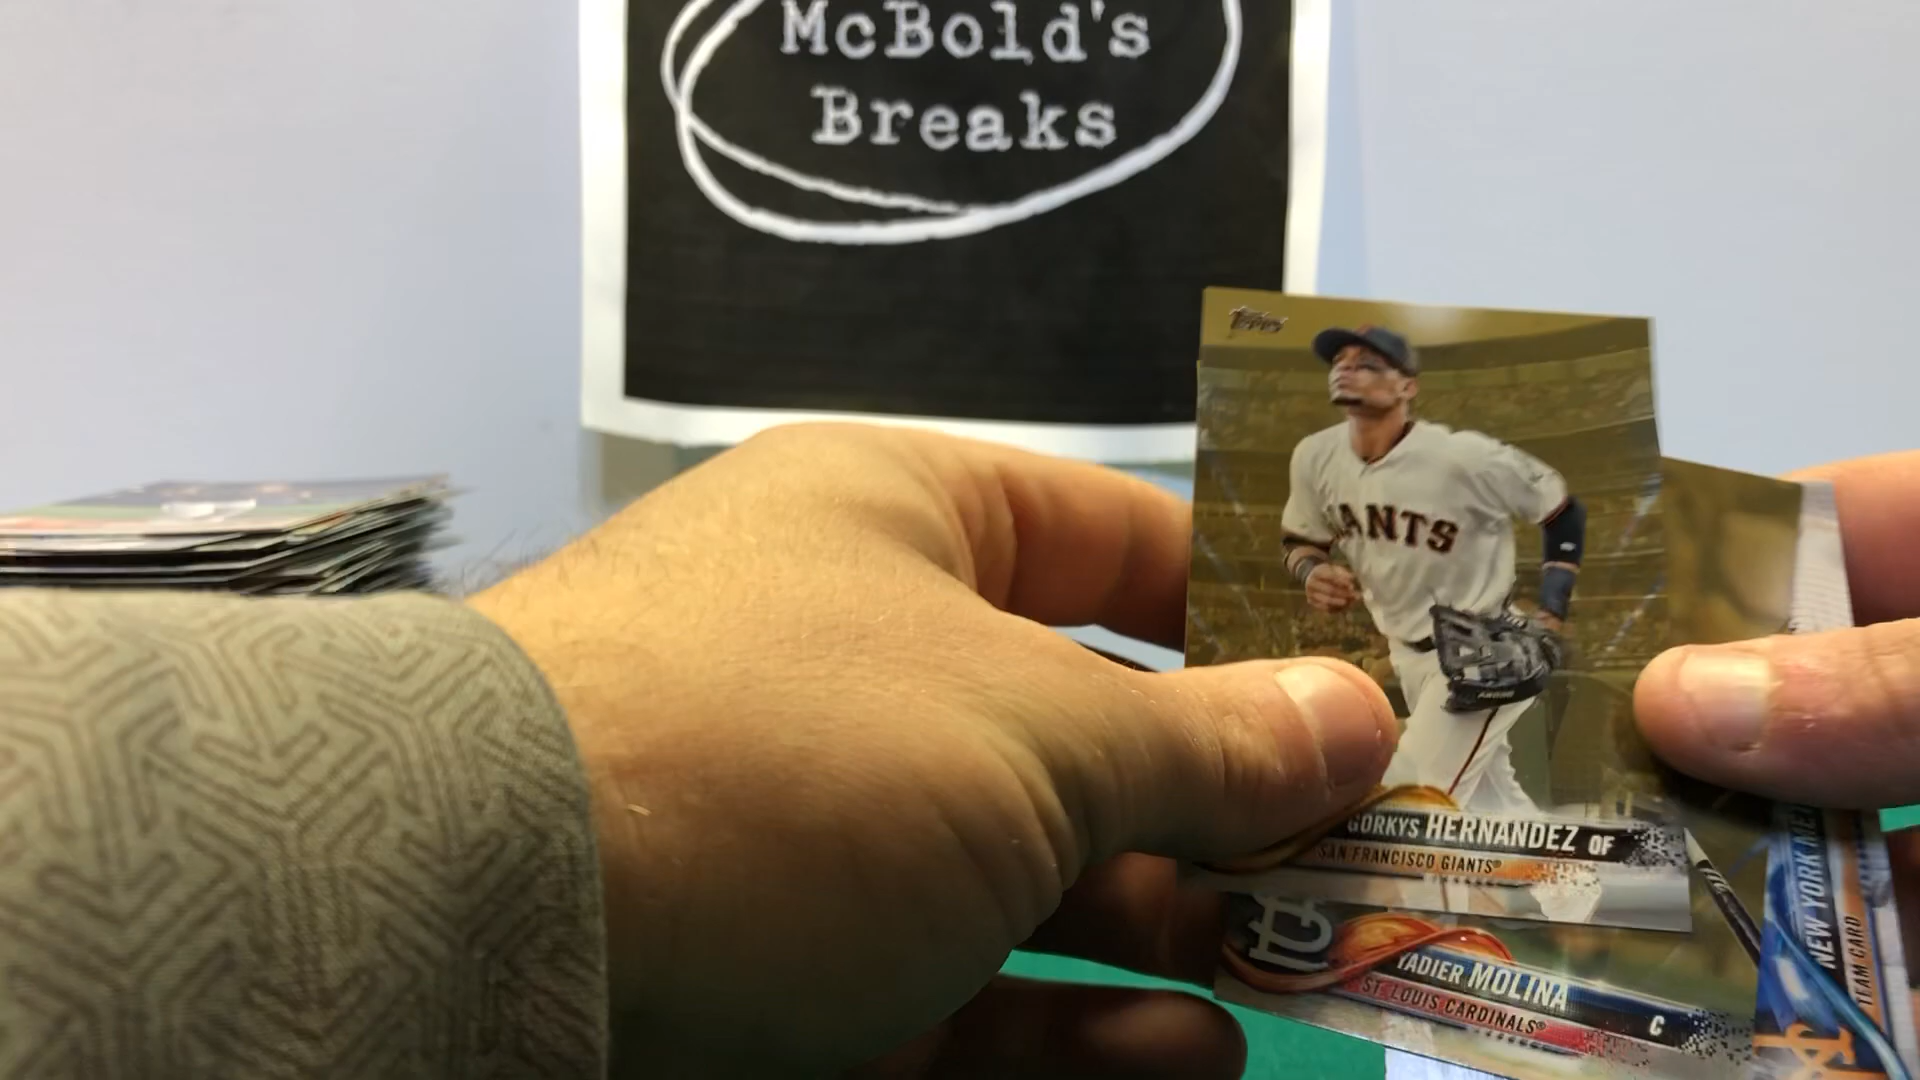 McBold's
Breaks
Topps
GIANTS
GORKYS HERNANDEZ OF
SAN FRANCISCO GIANTS®
YADIER MOLINA
ST. LOUIS CARDINALS®
C
NEW YORK MET
TEAM CARD